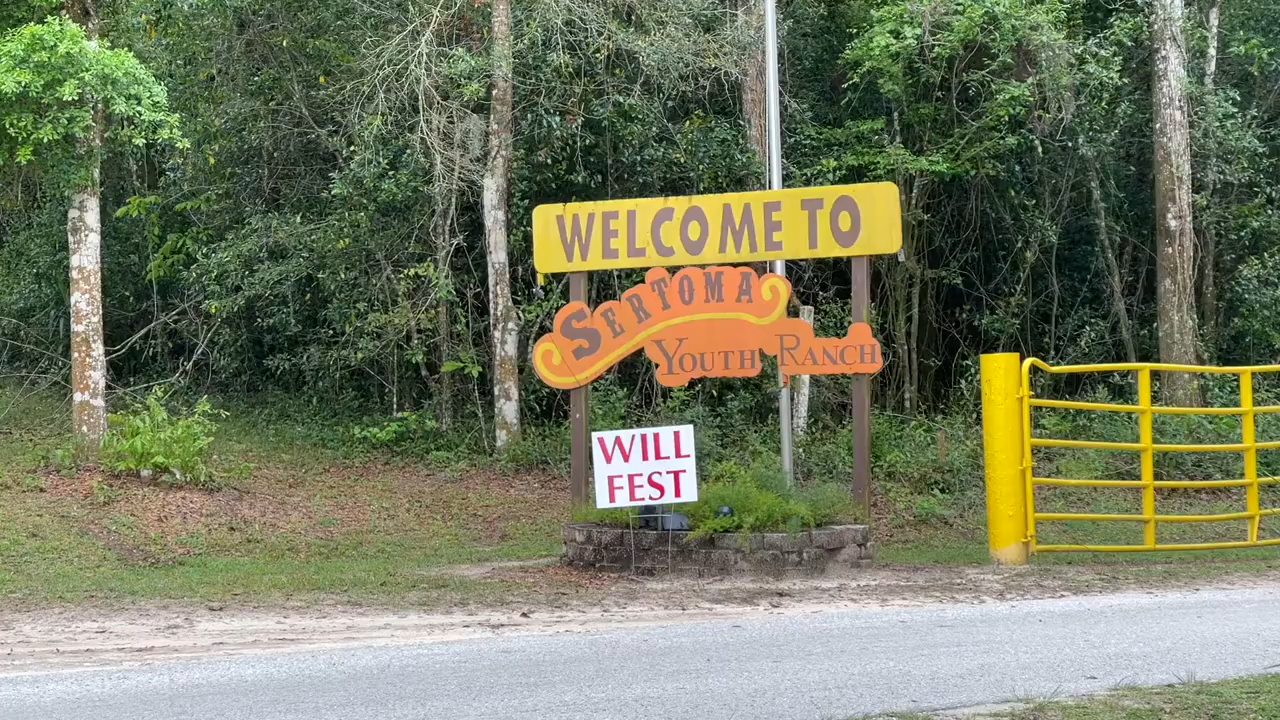 WELCOME TO
SERTOMA
YOUTH RANCH
WILL
FEST